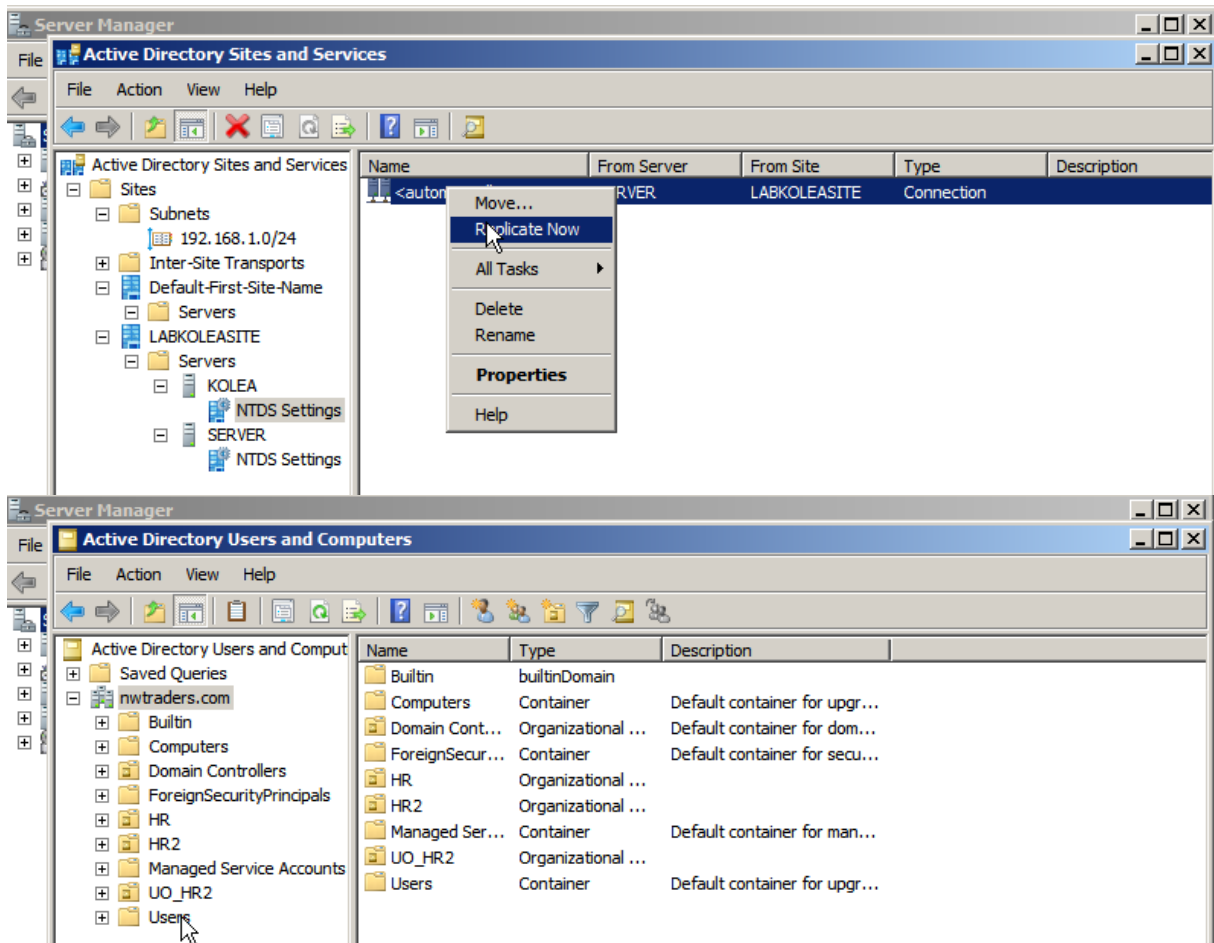 Server Manager
File Active Directory Sites and Services
File Action View Help
Active Directory Sites and Services Name From Server From Site Type Description
Sites LABKOLEASITE Connection
Subnets Move...
192.168.1.0/24 Replicate Now
Inter-Site Transports All Tasks
Default-First-Site-Name
Servers Delete
LABKOLEASITE Rename
Servers
KOLEA Properties
NTDS Settings
SERVER Help
NTDS Settings
Server Manager
File Active Directory Users and Computers
File Action View Help
Active Directory Users and Comput Name Type Description
Saved Queries Builtin builtinDomain
nwtraders.com Computers Container Default container for upgr...
Builtin Domain Cont... Organizational ... Default container for dom...
Computers ForeignSecur... Container Default container for secu...
Domain Controllers HR Organizational ...
ForeignSecurityPrincipals HR2 Organizational ...
HR Managed Ser... Container Default container for man...
HR2 UO_HR2 Organizational ...
Managed Service Accounts Users Container Default container for upgr...
UO_HR2
Users